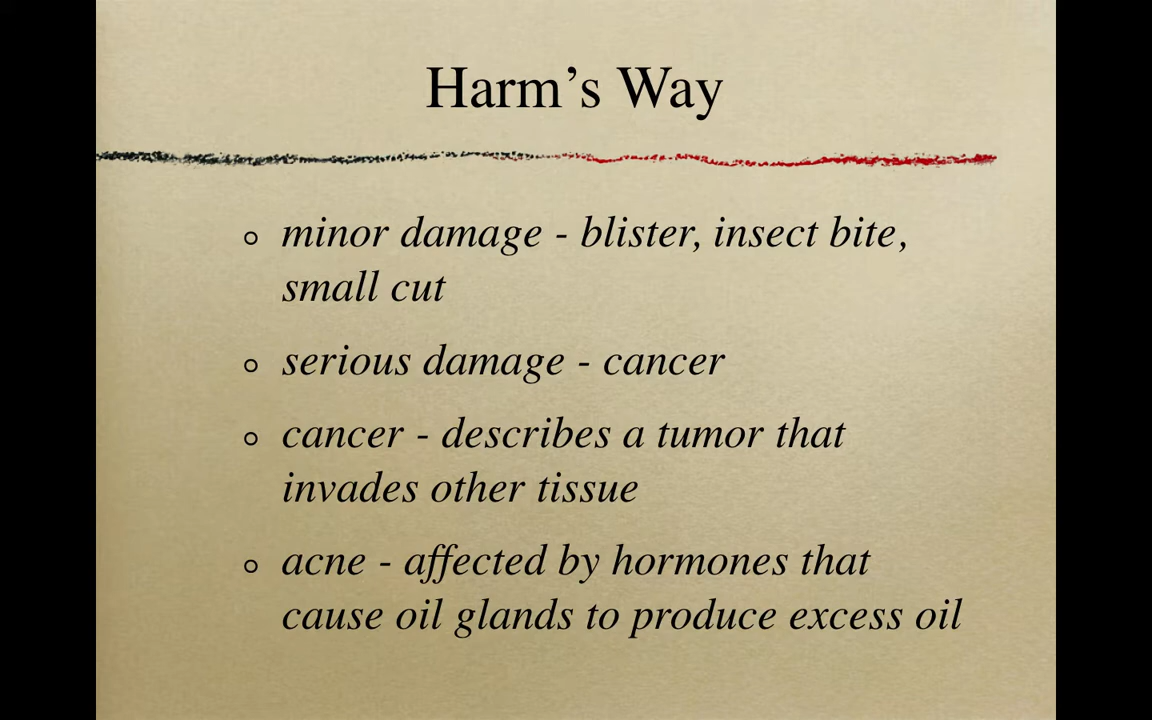 Harm’s Way
minor damage - blister, insect bite,
small cut
serious damage - cancer
cancer - describes a tumor that
invades other tissue
acne - affected by hormones that
cause oil glands to produce excess oil